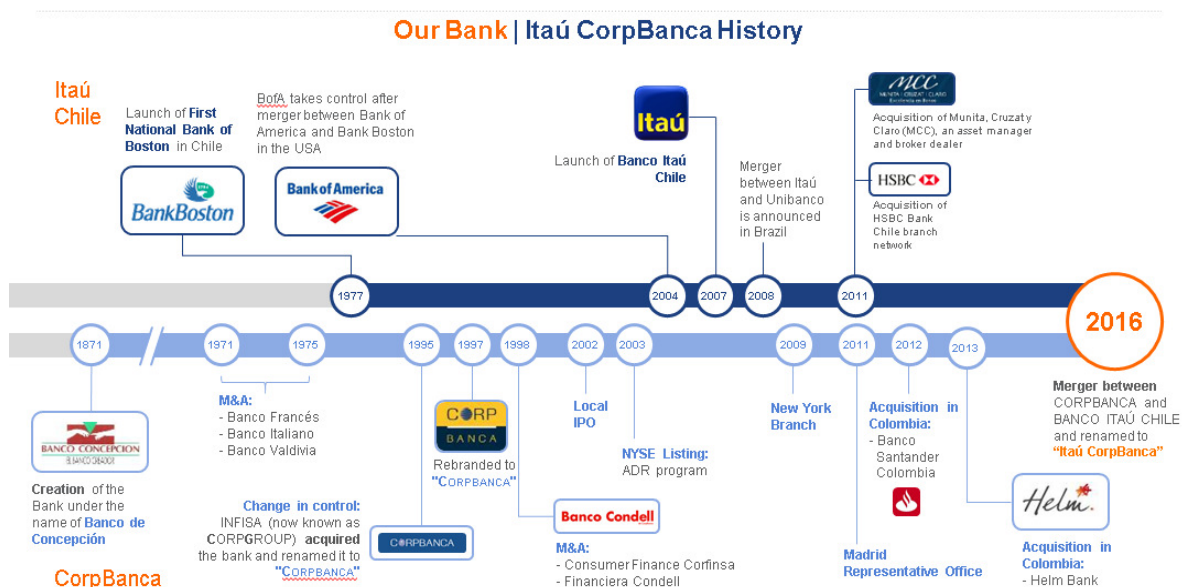 Our Bank | Itaú CorpBanca History
Itaú
Chile
Launch of First
National Bank of
Boston in Chile
BankBoston
BofA takes control after
merger between Bank of
America and Bank Boston
in the USA
Bank of America
Itaú
Launch of Banco Itaú
Chile
Merger
between Itaú
and Unibanco
is announced
in Brazil
MCC
MUNITA · CRUZAT · CLARO
Acquisition of Munita, Cruzat y
Claro (MCC), an asset manager
and broker dealer
HSBC
Acquisition of
HSBC Bank
Chile branch
network
1977
2004
2007
2008
2011
2016
1871
1971
1975
1995
1997
1998
2002
2003
2009
2011
2012
2013
BANCO CONCEPCION
EL BANCO CREADOR
Creation of the
Bank under the
name of Banco de
Concepción
M&A:
- Banco Francés
- Banco Italiano
- Banco Valdivia
Change in control:
INFISA (now known as
CORPGROUP) acquired
the bank and renamed it to
"CORPBANCA"
CORPBANCA
CORP
BANCA
Rebranded to
"CORPBANCA"
Banco Condell
M&A:
- Consumer Finance Corfinsa
- Financiera Condell
Local
IPO
NYSE Listing:
ADR program
New York
Branch
Madrid
Representative Office
Acquisition in
Colombia:
- Banco
Santander
Colombia
Helm.
Acquisition in
Colombia:
- Helm Bank
Merger between
CORPBANCA and
BANCO ITAÚ CHILE
and renamed to
“Itaú CorpBanca”
CorpBanca